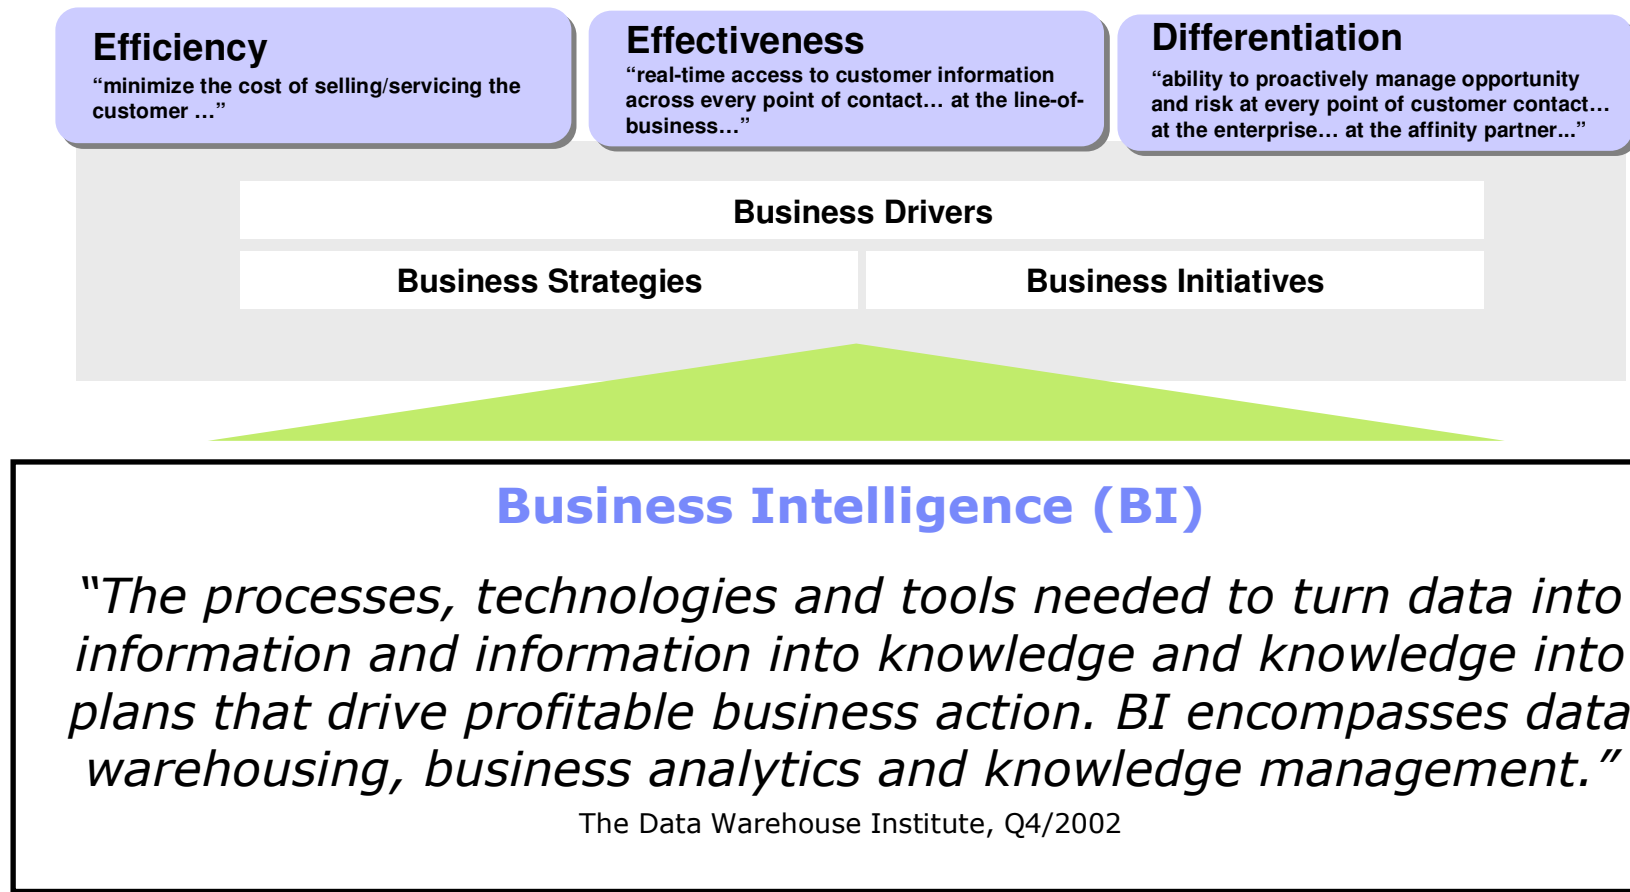 Efficiency
“minimize the cost of selling/servicing the
customer …”
Effectiveness
“real-time access to customer information
across every point of contact… at the line-of-
business…”
Differentiation
“ability to proactively manage opportunity
and risk at every point of customer contact…
at the enterprise… at the affinity partner...”
Business Drivers
Business Strategies
Business Initiatives
Business Intelligence (BI)
“The processes, technologies and tools needed to turn data into
information and information into knowledge and knowledge into
plans that drive profitable business action. BI encompasses data
warehousing, business analytics and knowledge management.”
The Data Warehouse Institute, Q4/2002